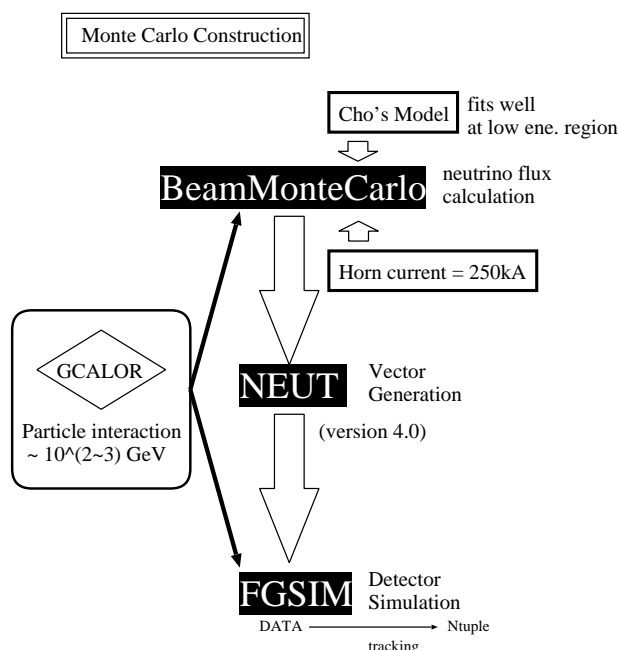 Monte Carlo Construction
Cho's Model
fits well
at low ene. region
BeamMonteCarlo
neutrino flux
calculation
Horn current = 250kA
GCALOR
Particle interaction
~ 10^(2~3) GeV
NEUT
Vector
Generation
(version 4.0)
FGSIM
Detector
Simulation
DATA
Ntuple
tracking